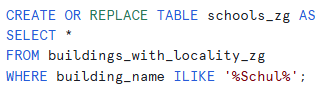 CREATE OR REPLACE TABLE schools_zg AS
SELECT *
FROM buildings_with_locality_zg
WHERE building_name ILIKE '%Schul%';